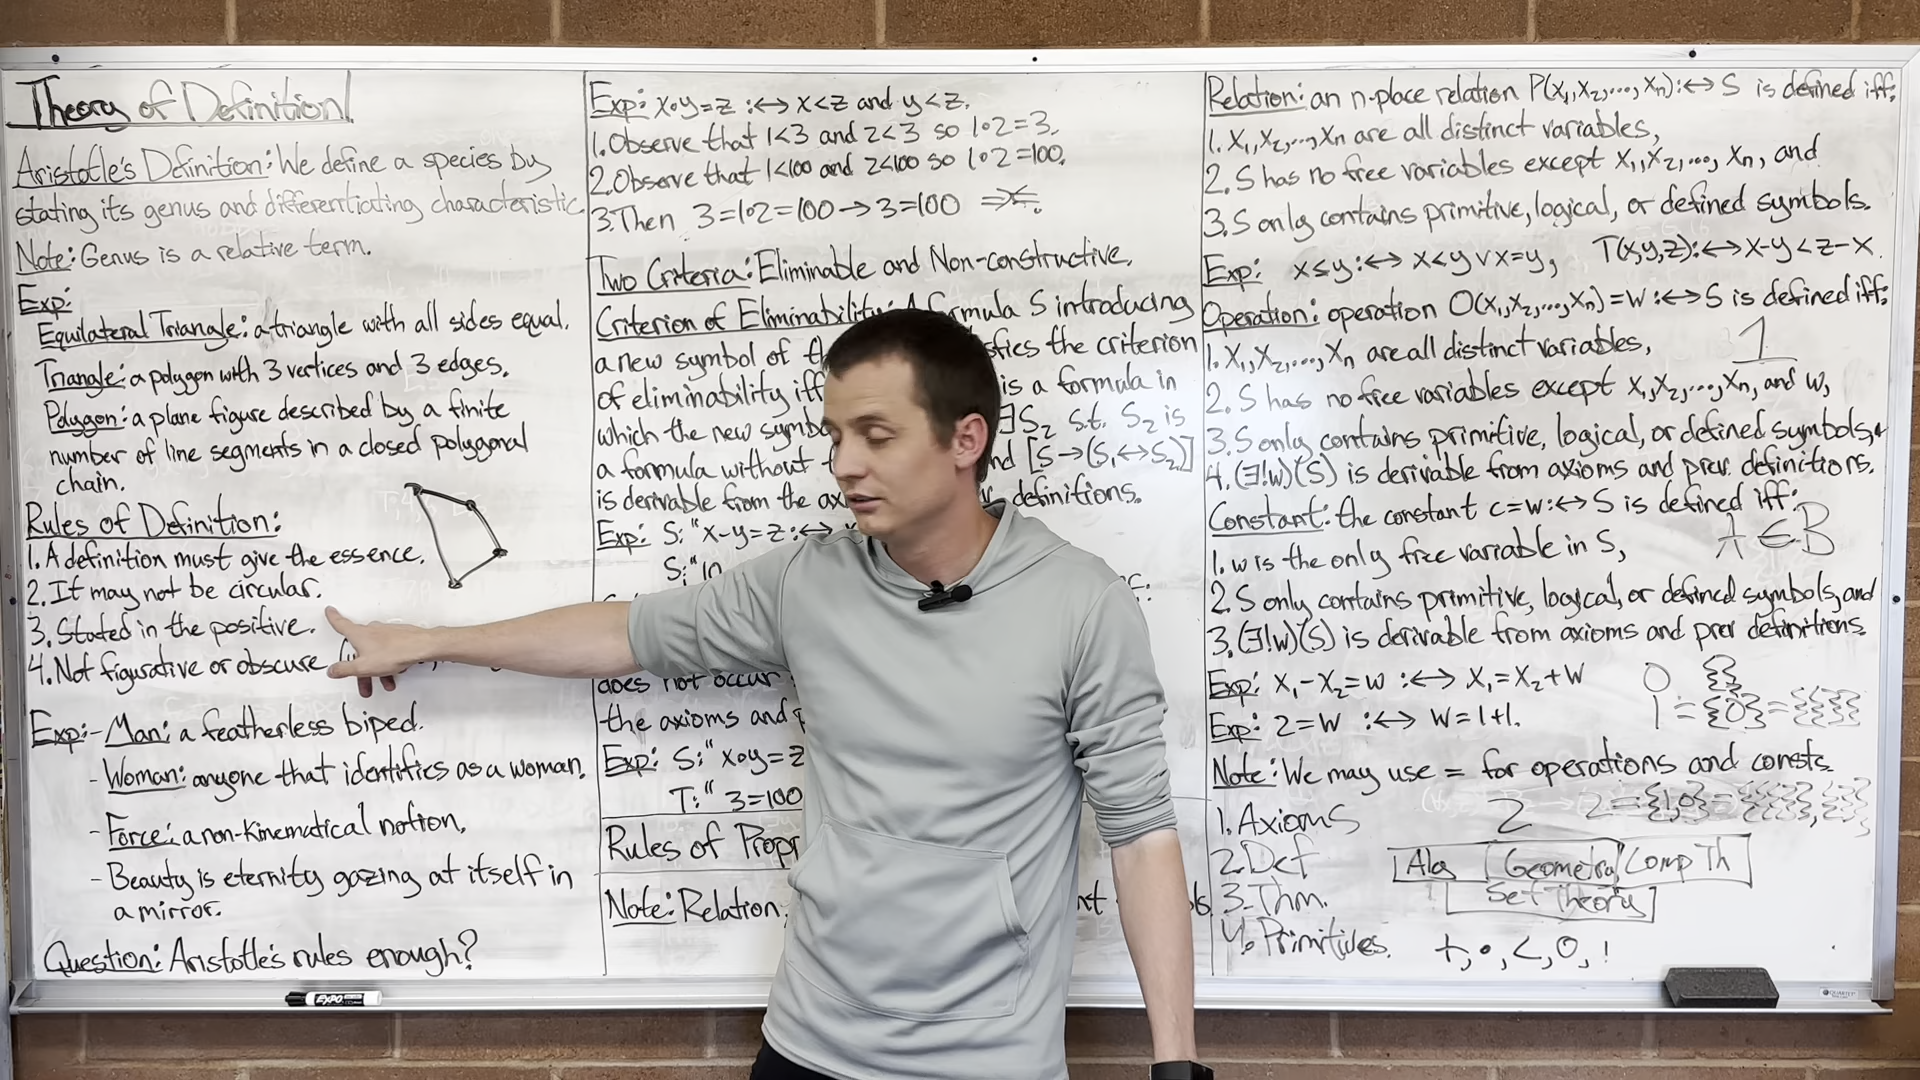 Theory of Definition
Aristotle's Definition: We define a species by
stating its genus and differentiating characteristic.
Note: Genus is a relative term.
Exp:
Equilateral Triangle: a triangle with all sides equal.
Triangle: a polygon with 3 vertices and 3 edges.
Polygon: a plane figure described by a finite
number of line segments in a closed polygonal
chain.
Rules of Definition:
1. A definition must give the essence.
2. It may not be circular.
3. Stated in the positive.
4. Not figurative or obscure
Exp: - Man: a featherless biped.
- Woman: anyone that identifies as a woman.
- Force: a non-kinematical notion.
- Beauty is eternity gazing at itself in
a mirror.
Question: Aristotle's rules enough?
Exp: x∘y=z :↔ x<z and y<z.
1. Observe that 1<3 and 2<3 so 1∘2=3.
2. Observe that 1<100 and 2<100 so 1∘2=100.
3. Then 3=1∘2=100 → 3=100 ⇒⇐.
Two Criteria: Eliminable and Non-constructive.
Criterion of Eliminability: A formula S introducing
a new symbol of satisfies the criterion
of eliminability iff is a formula in
which the new symbol ∃S₂ s.t. S₂ is
a formula without and [S→(S₁↔S₂)]
is derivable from the definitions.
Exp: S: "x-y=z :↔
does not occur
the axioms and
Exp: S: "x∘y=z
T: "3=100
Rules of
Note: Relation,
Relation: an n-place relation P(x₁,x₂,...,xₙ) :↔ S is defined iff:
1. x₁,x₂,...,xₙ are all distinct variables,
2. S has no free variables except x₁,x₂,...,xₙ, and
3. S only contains primitive, logical, or defined symbols.
Exp: x≤y :↔ x<y ∨ x=y, T(x,y,z) :↔ x-y<z-x.
Operation: operation O(x₁,x₂,...,xₙ)=w :↔ S is defined iff:
1. x₁,x₂,...,xₙ are all distinct variables, 1
2. S has no free variables except x₁,x₂,...,xₙ, and w,
3. S only contains primitive, logical, or defined symbols,
4. (∃!w)(S) is derivable from axioms and prev. definitions.
Constant: the constant c=w :↔ S is defined iff:
A ∈ B
1. w is the only free variable in S,
2. S only contains primitive, logical, or defined symbols, and
3. (∃!w)(S) is derivable from axioms and prev definitions.
Exp: x₁-x₂=w :↔ x₁=x₂+w
0 {}
Exp: 2=w :↔ w=1+1.
1 = {0} = {{}}
Note: We may use = for operations and consts.
2 2={1,0}=
1. Axioms
2. Def
3. Thm.
4. Primitives. +, ∘, <, 0, 1
Alg Geometry Comp Th
Set Theory
EXPO
QUARTET